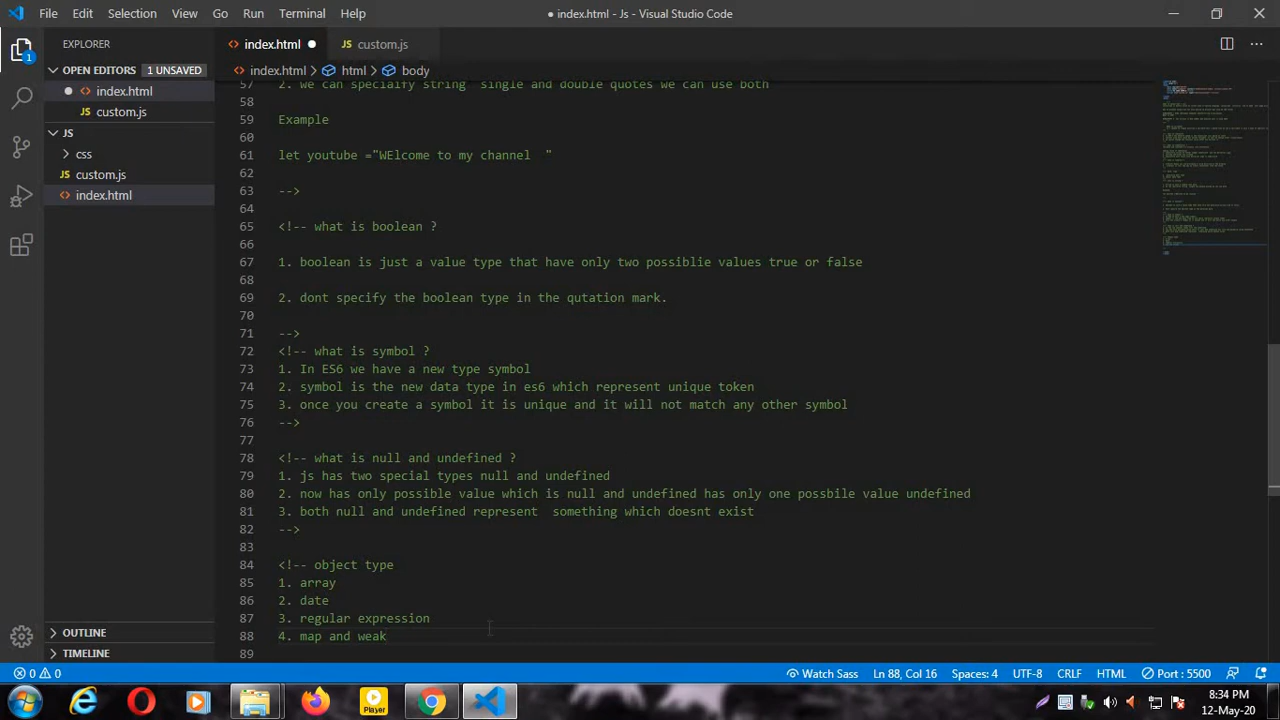 File Edit Selection View Go Run Terminal Help
● index.html - Js - Visual Studio Code
EXPLORER
OPEN EDITORS 1 UNSAVED
index.html
custom.js
JS
css
custom.js
index.html
OUTLINE
TIMELINE
1
index.html
custom.js
index.html > html > body
57 2. we can specialfy string single and double quotes we can use both
58
59 Example
60
61 let youtube ="WElcome to my channel "
62
63 -->
64
65 <!-- what is boolean ?
66
67 1. boolean is just a value type that have only two possiblie values true or false
68
69 2. dont specify the boolean type in the qutation mark.
70
71 -->
72 <!-- what is symbol ?
73 1. In ES6 we have a new type symbol
74 2. symbol is the new data type in es6 which represent unique token
75 3. once you create a symbol it is unique and it will not match any other symbol
76 -->
77
78 <!-- what is null and undefined ?
79 1. js has two special types null and undefined
80 2. now has only possible value which is null and undefined has only one possbile value undefined
81 3. both null and undefined represent  something which doesnt exist
82 -->
83
84 <!-- object type
85 1. array
86 2. date
87 3. regular expression
88 4. map and weak
89
0 0
Watch Sass Ln 88, Col 16 Spaces: 4 UTF-8 CRLF HTML Port : 5500
Player
8:34 PM
12-May-20